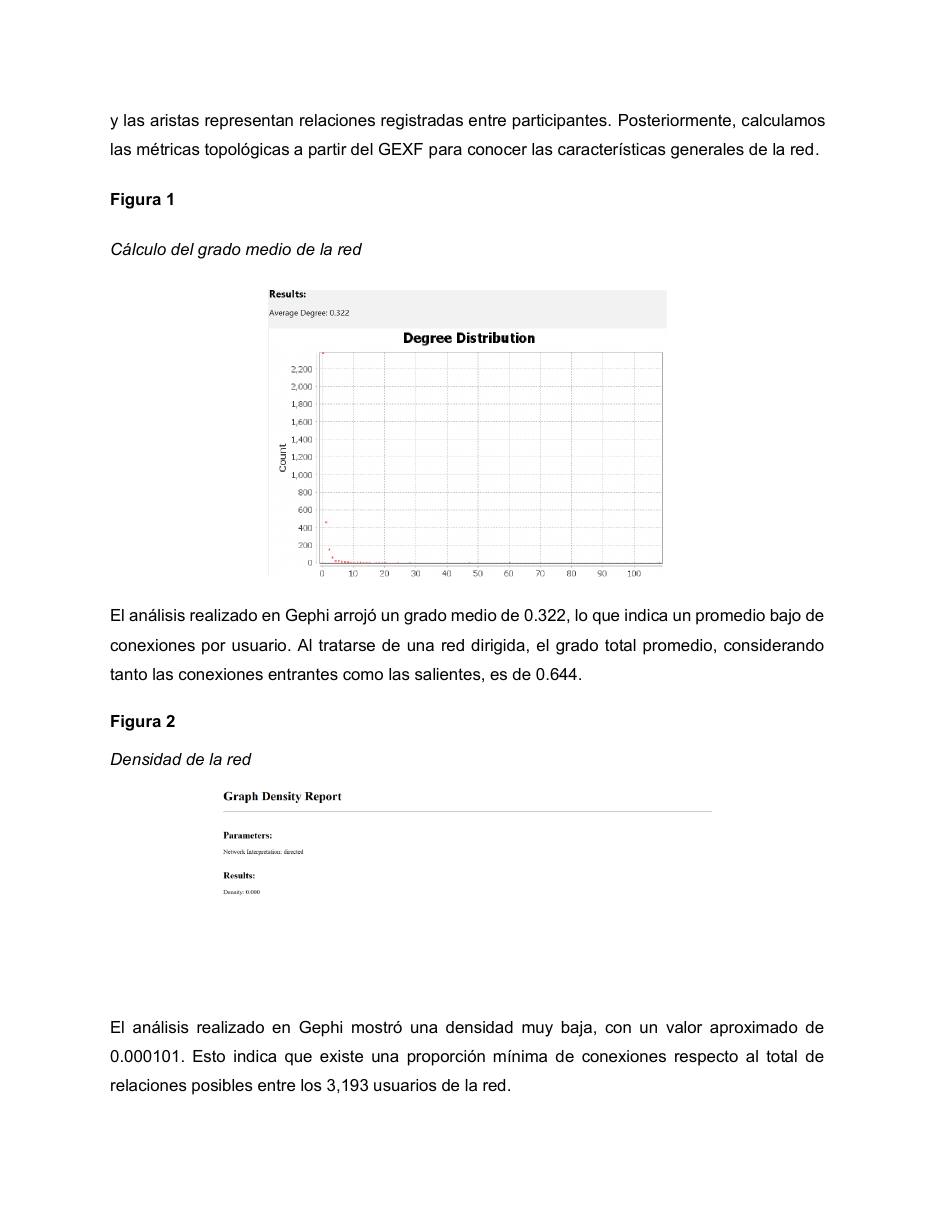 y las aristas representan relaciones registradas entre participantes. Posteriormente, calculamos
las métricas topológicas a partir del GEXF para conocer las características generales de la red.
Figura 1
Cálculo del grado medio de la red
Results:
Average Degree: 0.322
Degree Distribution
2,200
2,000
1,800
1,600
1,400
1,200
1,000
800
600
400
200
0
Count
0 10 20 30 40 50 60 70 80 90 100
El análisis realizado en Gephi arrojó un grado medio de 0.322, lo que indica un promedio bajo de
conexiones por usuario. Al tratarse de una red dirigida, el grado total promedio, considerando
tanto las conexiones entrantes como las salientes, es de 0.644.
Figura 2
Densidad de la red
Graph Density Report
Parameters:
Network Interpretation: directed
Results:
Density: 0.000
El análisis realizado en Gephi mostró una densidad muy baja, con un valor aproximado de
0.000101. Esto indica que existe una proporción mínima de conexiones respecto al total de
relaciones posibles entre los 3,193 usuarios de la red.